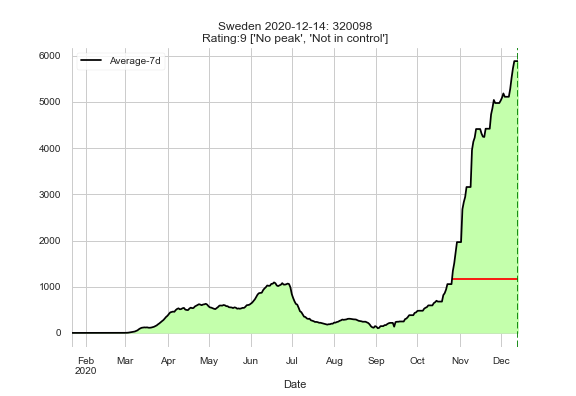 Sweden 2020-12-14: 320098
Rating:9 ['No peak', 'Not in control']
Average-7d
6000
5000
4000
3000
2000
1000
0
Feb Mar Apr May Jun Jul Aug Sep Oct Nov Dec
2020
Date